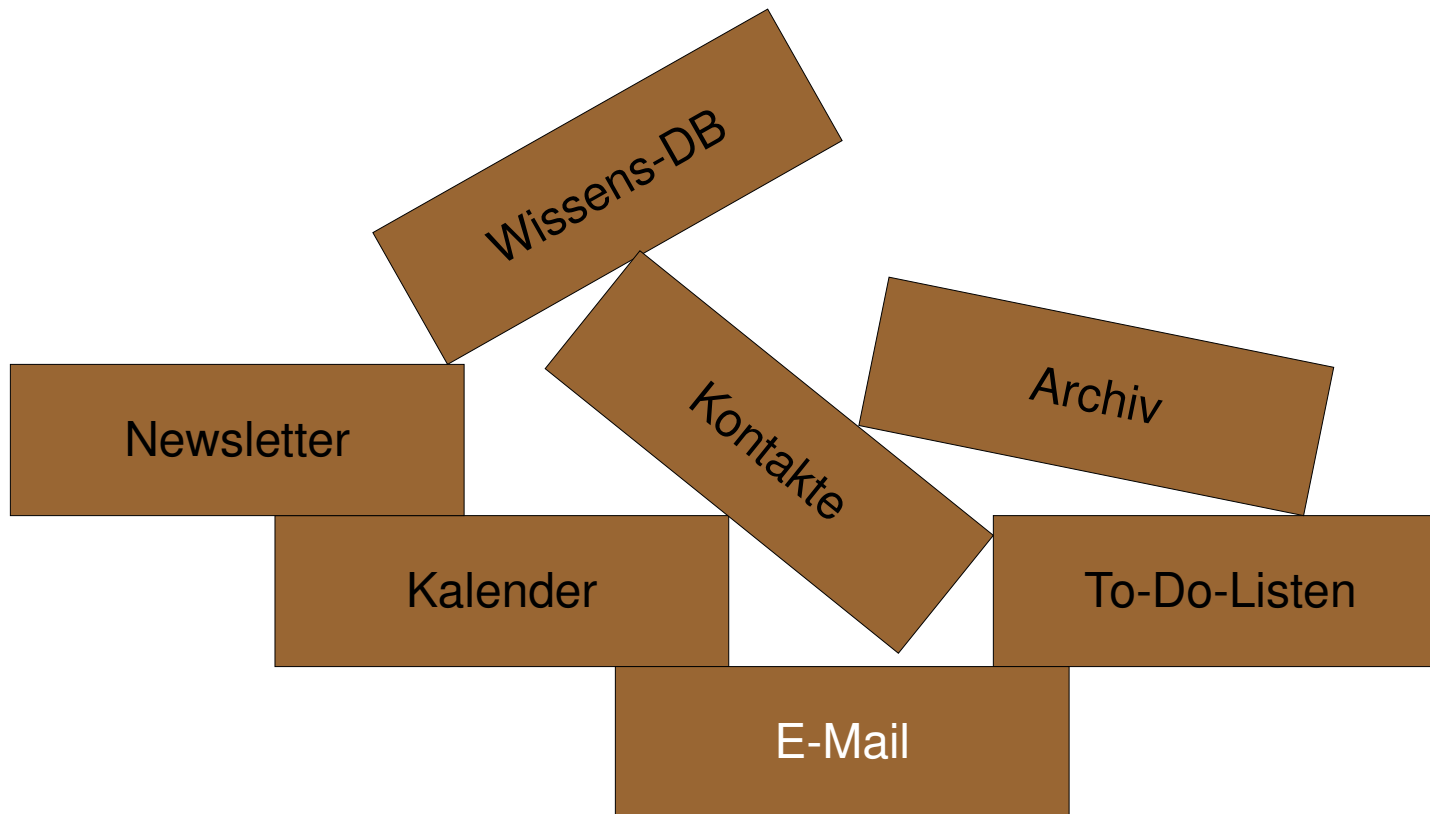 Wissens-DB
Archiv
Newsletter
Kontakte
Kalender
To-Do-Listen
E-Mail